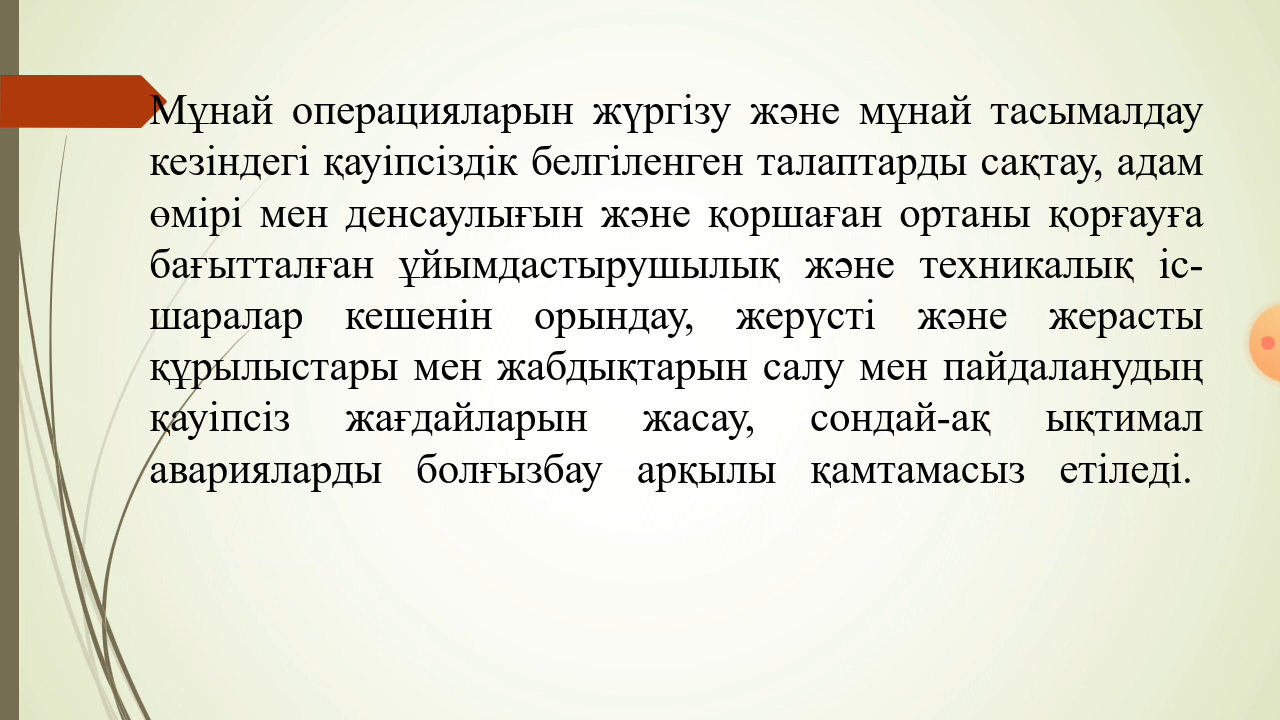 Мұнай операцияларын жүргізу және мұнай тасымалдау
кезіндегі қауіпсіздік белгіленген талаптарды сақтау, адам
өмірі мен денсаулығын және қоршаған ортаны қорғауға
бағытталған ұйымдастырушылық және техникалық іс-
шаралар кешенін орындау, жерүсті және жерасты
құрылыстары мен жабдықтарын салу мен пайдаланудың
қауіпсіз жағдайларын жасау, сондай-ақ ықтимал
аварияларды болғызбау арқылы қамтамасыз етіледі.